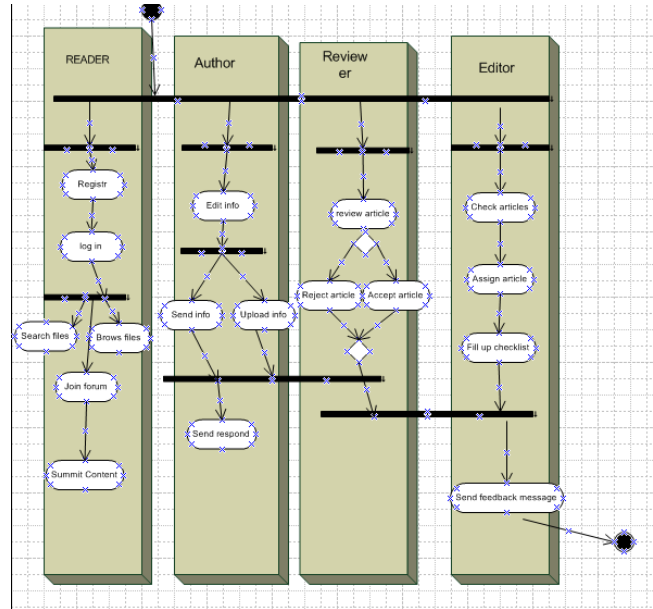 READER
Author
Review
er
Editor
Registr
log in
Search files
Brows files
Join forum
Summit Content
Edit info
Send info
Upload info
Send respond
review article
Reject article
Accept article
Check articles
Assign article
Fill up checklist
Send feedback message